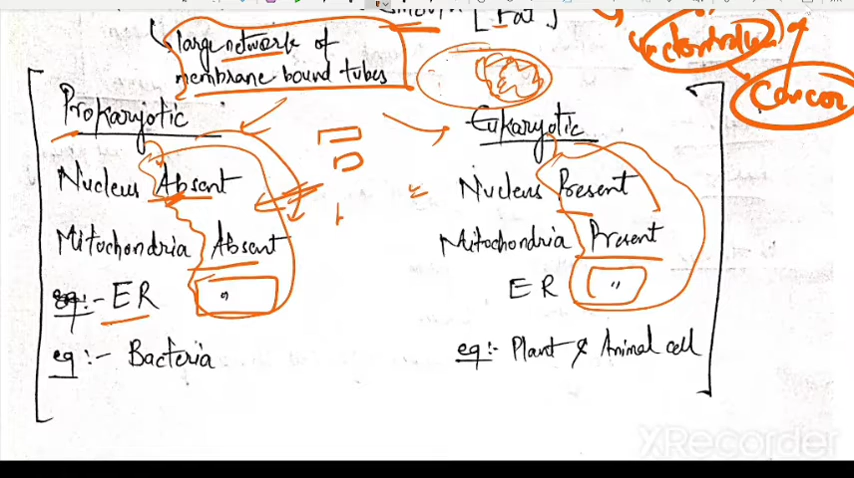 [Fat]
large network of
membrane bound tubes
Cancer
Prokaryotic
Eukaryotic
Nucleus Absent
Nucleus Present
Mitochondria Absent
Mitochondria Present
eg:- ER "
ER "
eg:- Bacteria
eg:- Plant & Animal cell
XRecorder